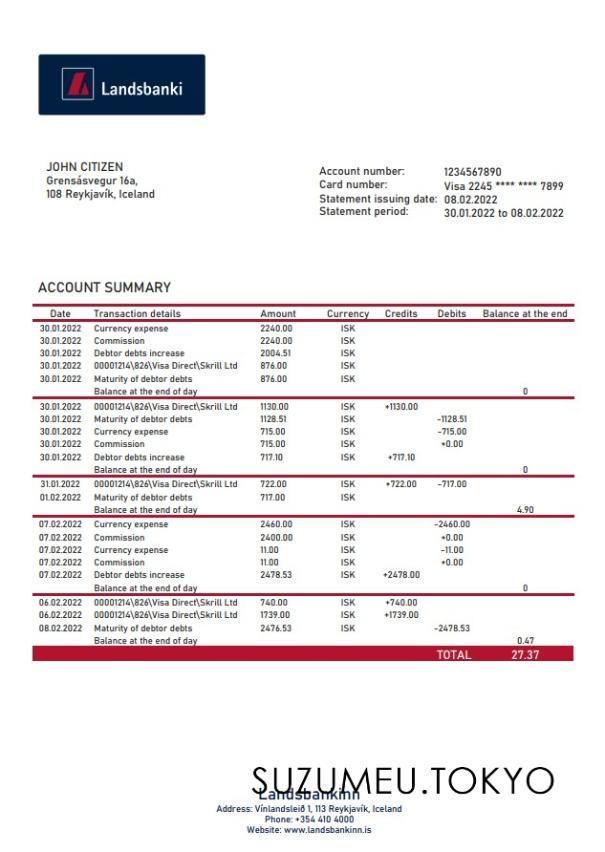 Landsbanki
JOHN CITIZEN
Grensásvegur 16a,
108 Reykjavík, Iceland
Account number: 1234567890
Card number: Visa 2245 **** **** 7899
Statement issuing date: 08.02.2022
Statement period: 30.01.2022 to 08.02.2022
ACCOUNT SUMMARY
Date Transaction details Amount Currency Credits Debits Balance at the end
30.01.2022 Currency expense 2240.00 ISK
30.01.2022 Commission 2240.00 ISK
30.01.2022 Debtor debts increase 2004.51 ISK
30.01.2022 00001214\826\Visa Direct\Skrill Ltd 876.00 ISK
30.01.2022 Maturity of debtor debts 876.00 ISK
Balance at the end of day 0
30.01.2022 00001214\826\Visa Direct\Skrill Ltd 1130.00 ISK +1130.00
30.01.2022 Maturity of debtor debts 1128.51 ISK -1128.51
30.01.2022 Currency expense 715.00 ISK -715.00
30.01.2022 Commission 715.00 ISK +0.00
30.01.2022 Debtor debts increase 717.10 ISK +717.10
Balance at the end of day 0
31.01.2022 00001214\826\Visa Direct\Skrill Ltd 722.00 ISK +722.00 -717.00
01.02.2022 Maturity of debtor debts 717.00 ISK
Balance at the end of day 4.90
07.02.2022 Currency expense 2460.00 ISK -2460.00
07.02.2022 Commission 2400.00 ISK +0.00
07.02.2022 Currency expense 11.00 ISK -11.00
07.02.2022 Commission 11.00 ISK +0.00
07.02.2022 Debtor debts increase 2478.53 ISK +2478.00
Balance at the end of day 0
06.02.2022 00001214\826\Visa Direct\Skrill Ltd 740.00 ISK +740.00
06.02.2022 00001214\826\Visa Direct\Skrill Ltd 1739.00 ISK +1739.00
08.02.2022 Maturity of debtor debts 2476.53 ISK -2478.53
Balance at the end of day 0.47
TOTAL 27.37
SUZUMEU.TOKYO
Landsbankinn
Address: Vínlandsleið 1, 113 Reykjavík, Iceland
Phone: +354 410 4000
Website: www.landsbankinn.is